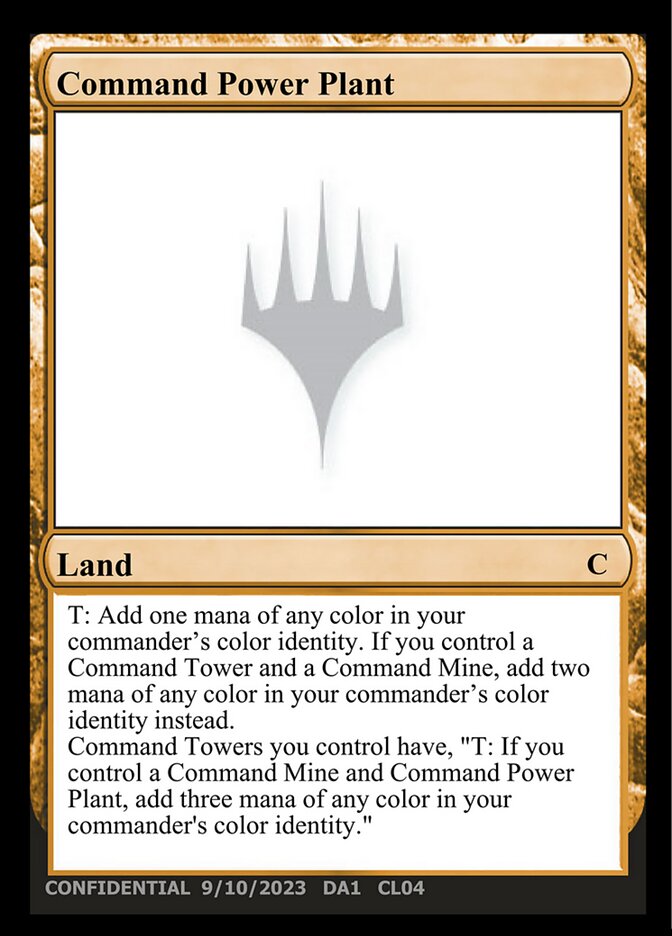 Command Power Plant
Land
C
T: Add one mana of any color in your
commander’s color identity. If you control a
Command Tower and a Command Mine, add two
mana of any color in your commander’s color
identity instead.
Command Towers you control have, "T: If you
control a Command Mine and Command Power
Plant, add three mana of any color in your
commander's color identity."
CONFIDENTIAL 9/10/2023 DA1 CL04